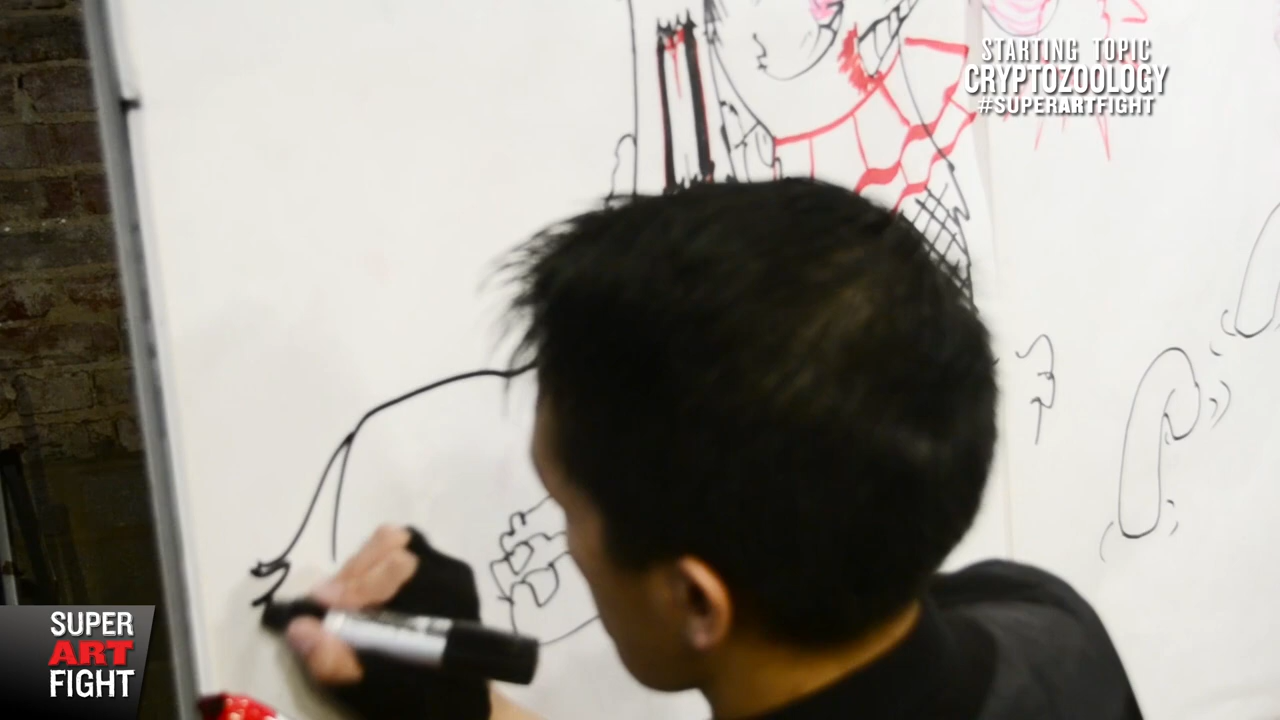 STARTING TOPIC
CRYPTOZOOLOGY
#SUPERARTFIGHT
SUPER
ART
FIGHT